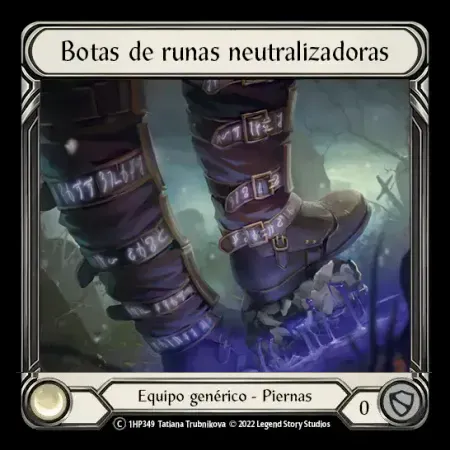 Botas de runas neutralizadoras
Equipo genérico - Piernas
0
C 1HP349 Tatiana Trubnikova © 2022 Legend Story Studios